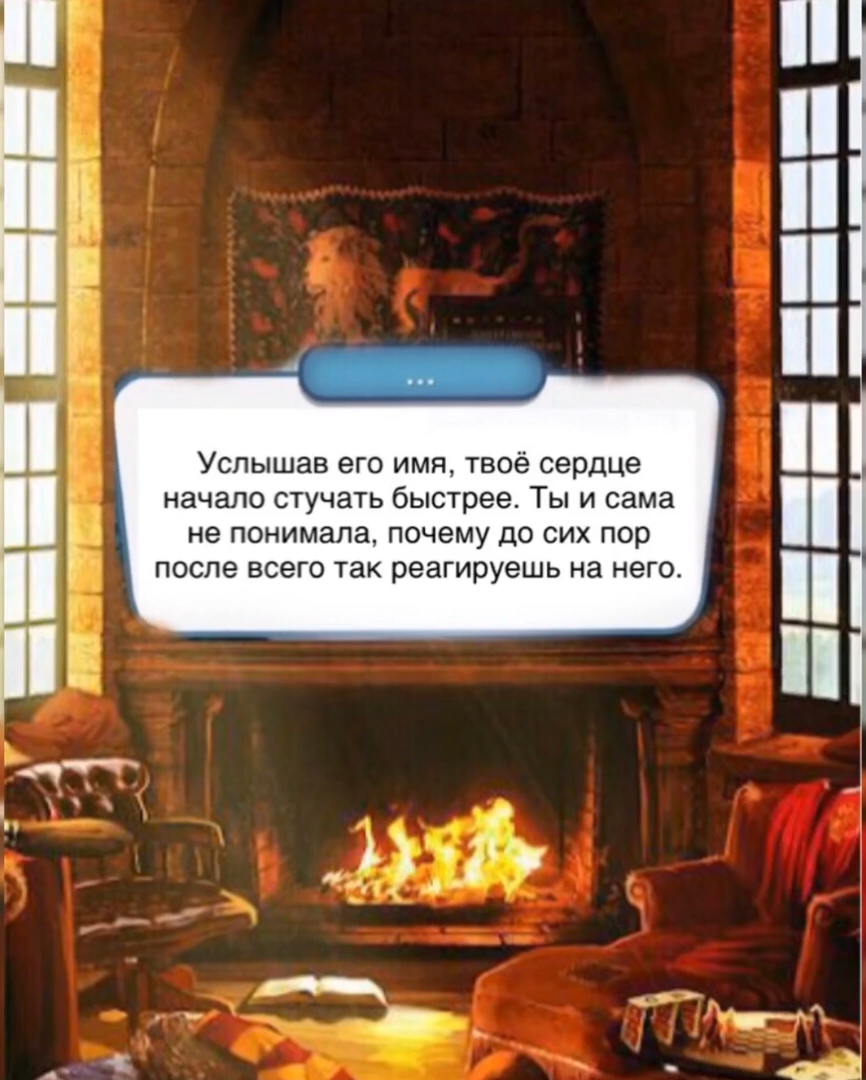 ...
Услышав его имя, твоё сердце
начало стучать быстрее. Ты и сама
не понимала, почему до сих пор
после всего так реагируешь на него.